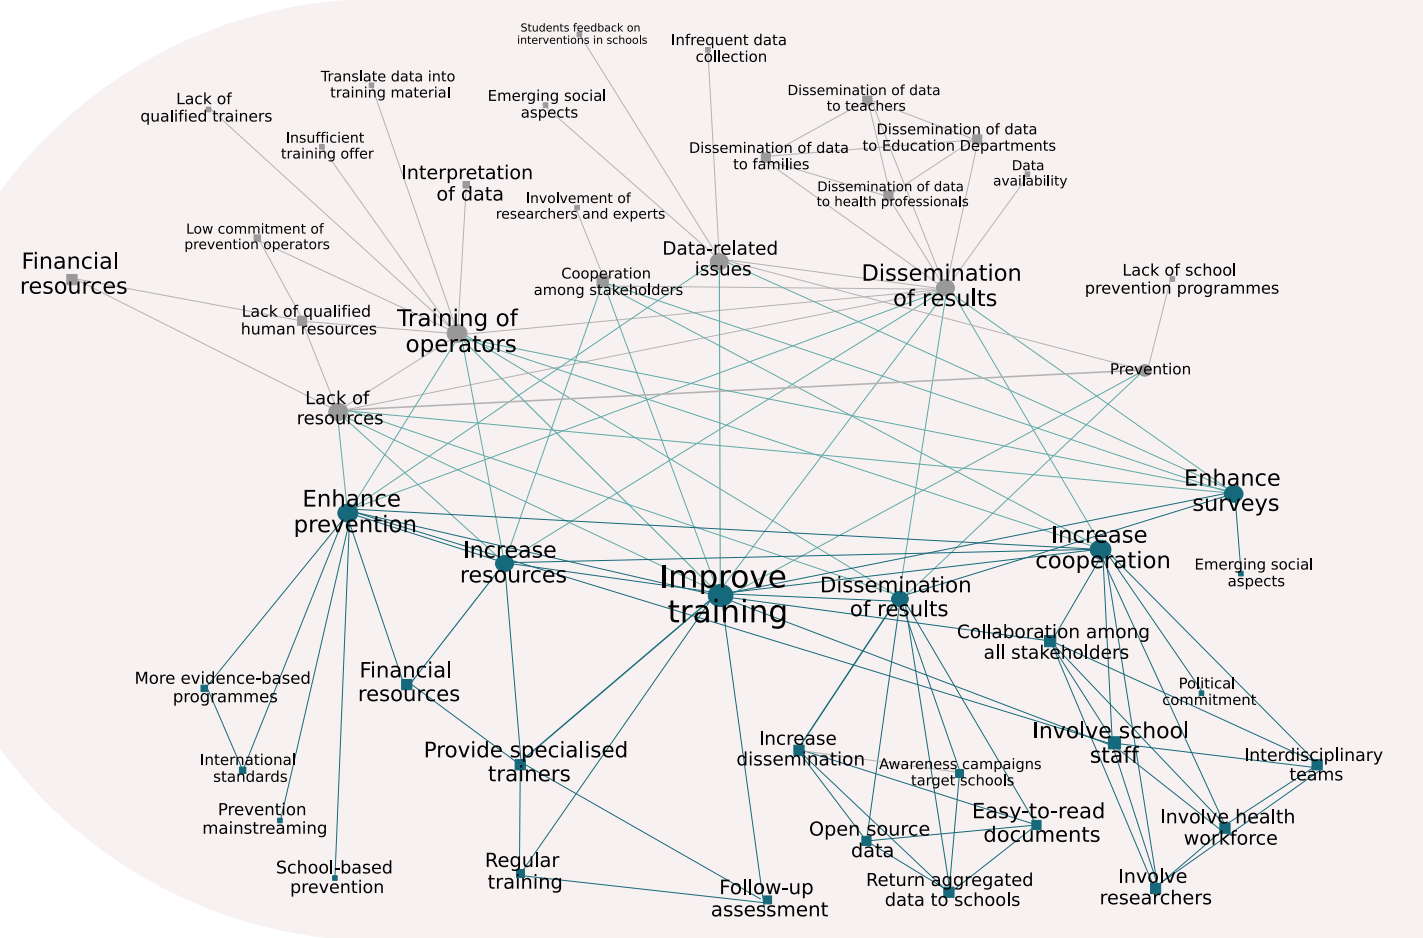 Students feedback on
interventions in schools
Infrequent data
collection
Translate data into
training material
Lack of
qualified trainers
Emerging social
aspects
Dissemination of data
to teachers
Insufficient
training offer
Dissemination of data
to Education Departments
Dissemination of data
to families
Data
availability
Interpretation
of data
Involvement of
researchers and experts
Dissemination of data
to health professionals
Low commitment of
prevention operators
Financial
resources
Data-related
issues
Cooperation
among stakeholders
Dissemination
of results
Lack of school
prevention programmes
Lack of qualified
human resources
Training of
operators
Prevention
Lack of
resources
Enhance
prevention
Enhance
surveys
Increase
resources
Increase
cooperation
Improve
training
Dissemination
of results
Emerging social
aspects
Collaboration among
all stakeholders
More evidence-based
programmes
Financial
resources
Political
commitment
International
standards
Provide specialised
trainers
Increase
dissemination
Involve school
staff
Interdisciplinary
teams
Awareness campaigns
target schools
Prevention
mainstreaming
Open source
data
Easy-to-read
documents
Involve health
workforce
School-based
prevention
Regular
training
Follow-up
assessment
Return aggregated
data to schools
Involve
researchers